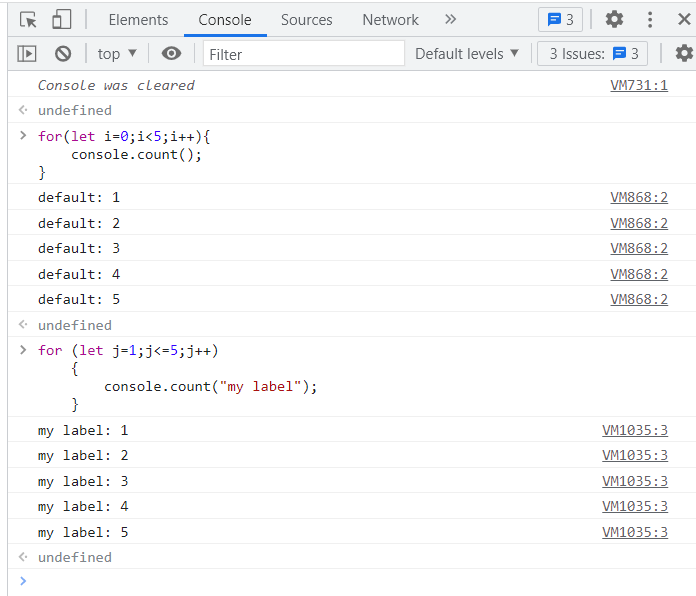 Elements Console Sources Network » 3
top ▼ Filter Default levels ▼ 3 Issues: 3
Console was cleared VM731:1
undefined
for(let i=0;i<5;i++){
    console.count();
}
default: 1 VM868:2
default: 2 VM868:2
default: 3 VM868:2
default: 4 VM868:2
default: 5 VM868:2
undefined
for (let j=1;j<=5;j++)
    {
        console.count("my label");
    }
my label: 1 VM1035:3
my label: 2 VM1035:3
my label: 3 VM1035:3
my label: 4 VM1035:3
my label: 5 VM1035:3
undefined